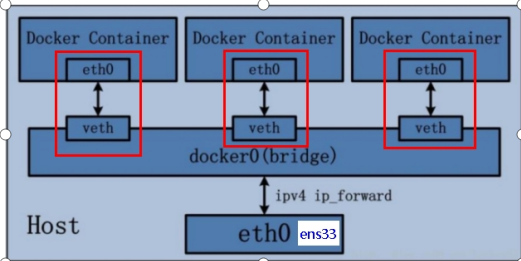 Docker Container Docker Container Docker Container
eth0 eth0 eth0
veth veth veth
docker0(bridge)
ipv4 ip_forward
Host
eth0 ens33